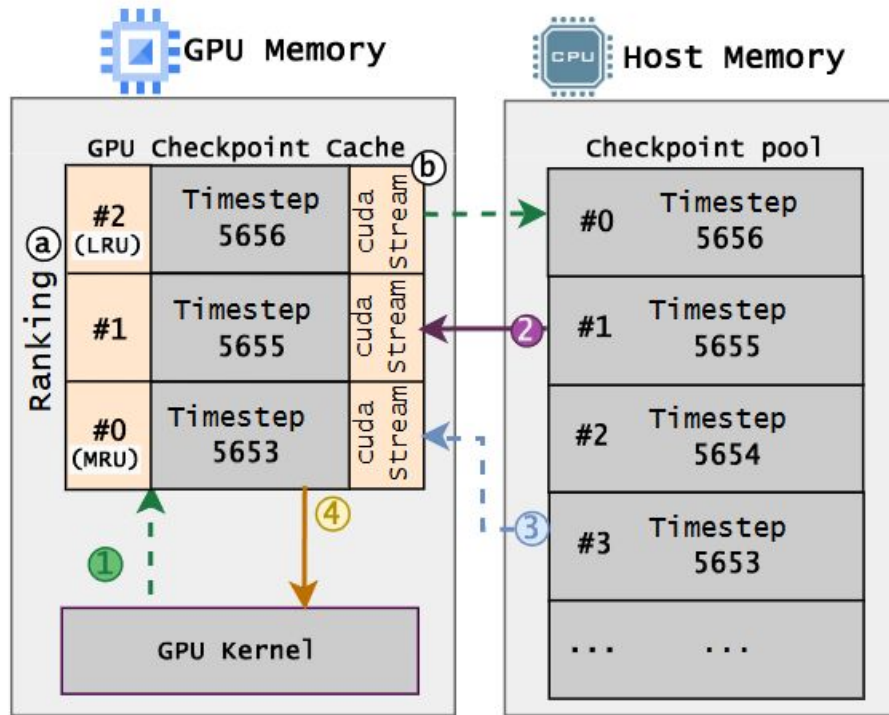 GPU Memory
CPU
Host Memory
GPU Checkpoint Cache
Ranking
a
b
#2
(LRU)
Timestep
5656
cuda
Stream
#1
Timestep
5655
cuda
Stream
#0
(MRU)
Timestep
5653
cuda
Stream
1
4
GPU Kernel
2
3
Checkpoint pool
#0 Timestep
5656
#1 Timestep
5655
#2 Timestep
5654
#3 Timestep
5653
... ...